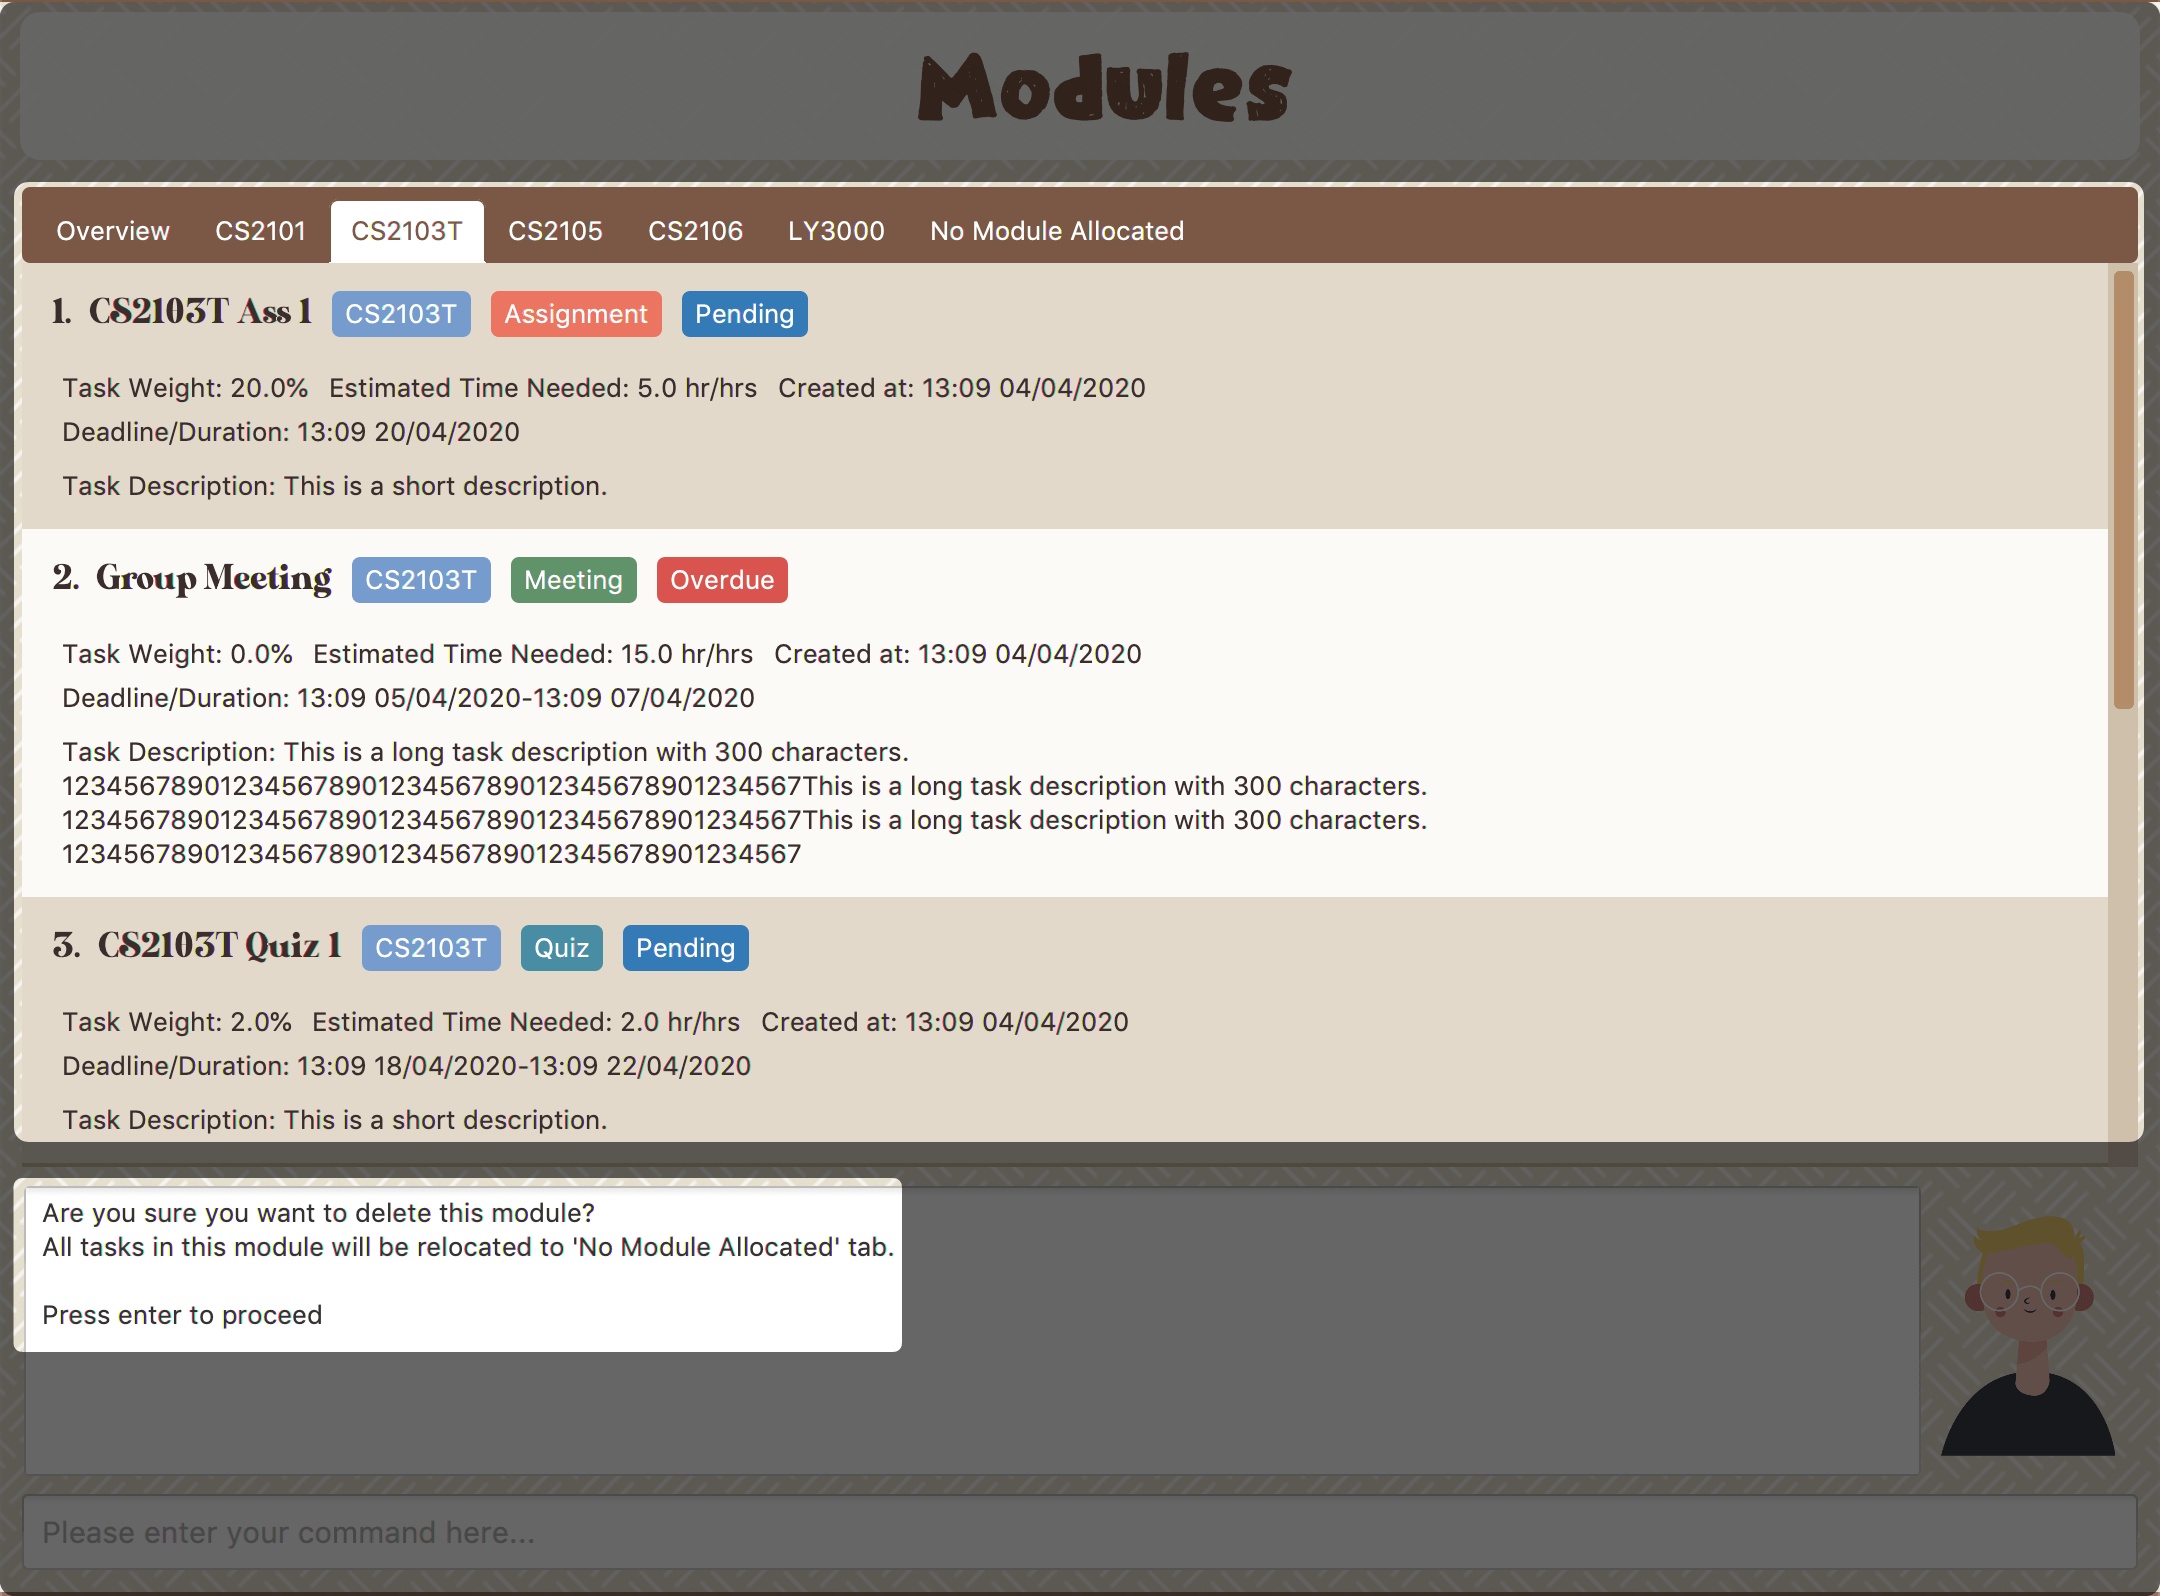 Modules
Overview CS2101 CS2103T CS2105 CS2106 LY3000 No Module Allocated
1. CS2103T Ass 1 CS2103T Assignment Pending
Task Weight: 20.0% Estimated Time Needed: 5.0 hr/hrs Created at: 13:09 04/04/2020
Deadline/Duration: 13:09 20/04/2020
Task Description: This is a short description.
2. Group Meeting CS2103T Meeting Overdue
Task Weight: 0.0% Estimated Time Needed: 15.0 hr/hrs Created at: 13:09 04/04/2020
Deadline/Duration: 13:09 05/04/2020-13:09 07/04/2020
Task Description: This is a long task description with 300 characters.
12345678901234567890123456789012345678901234567This is a long task description with 300 characters.
12345678901234567890123456789012345678901234567This is a long task description with 300 characters.
12345678901234567890123456789012345678901234567
3. CS2103T Quiz 1 CS2103T Quiz Pending
Task Weight: 2.0% Estimated Time Needed: 2.0 hr/hrs Created at: 13:09 04/04/2020
Deadline/Duration: 13:09 18/04/2020-13:09 22/04/2020
Task Description: This is a short description.
Are you sure you want to delete this module?
All tasks in this module will be relocated to 'No Module Allocated' tab.
Press enter to proceed
Please enter your command here...